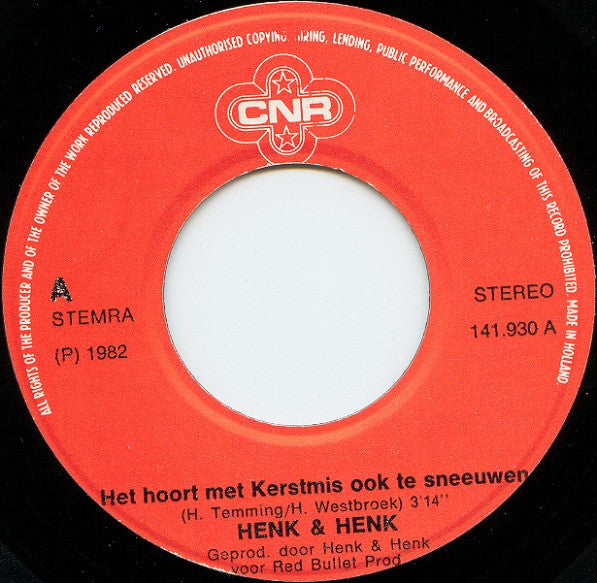 ALL RIGHTS OF THE PRODUCER AND OF THE OWNER OF THE WORK REPRODUCED RESERVED. UNAUTHORISED COPYING, LENDING, PUBLIC PERFORMANCE AND BROADCASTING OF THIS RECORD PROHIBITED. MADE IN HOLLAND.
CNR
A
STEMRA
(P) 1982
STEREO
141.930 A
Het hoort met Kerstmis ook te sneeuwen
(H. Temming/H. Westbroek) 3'14''
HENK & HENK
Geprod. door Henk & Henk
voor Red Bullet Prod